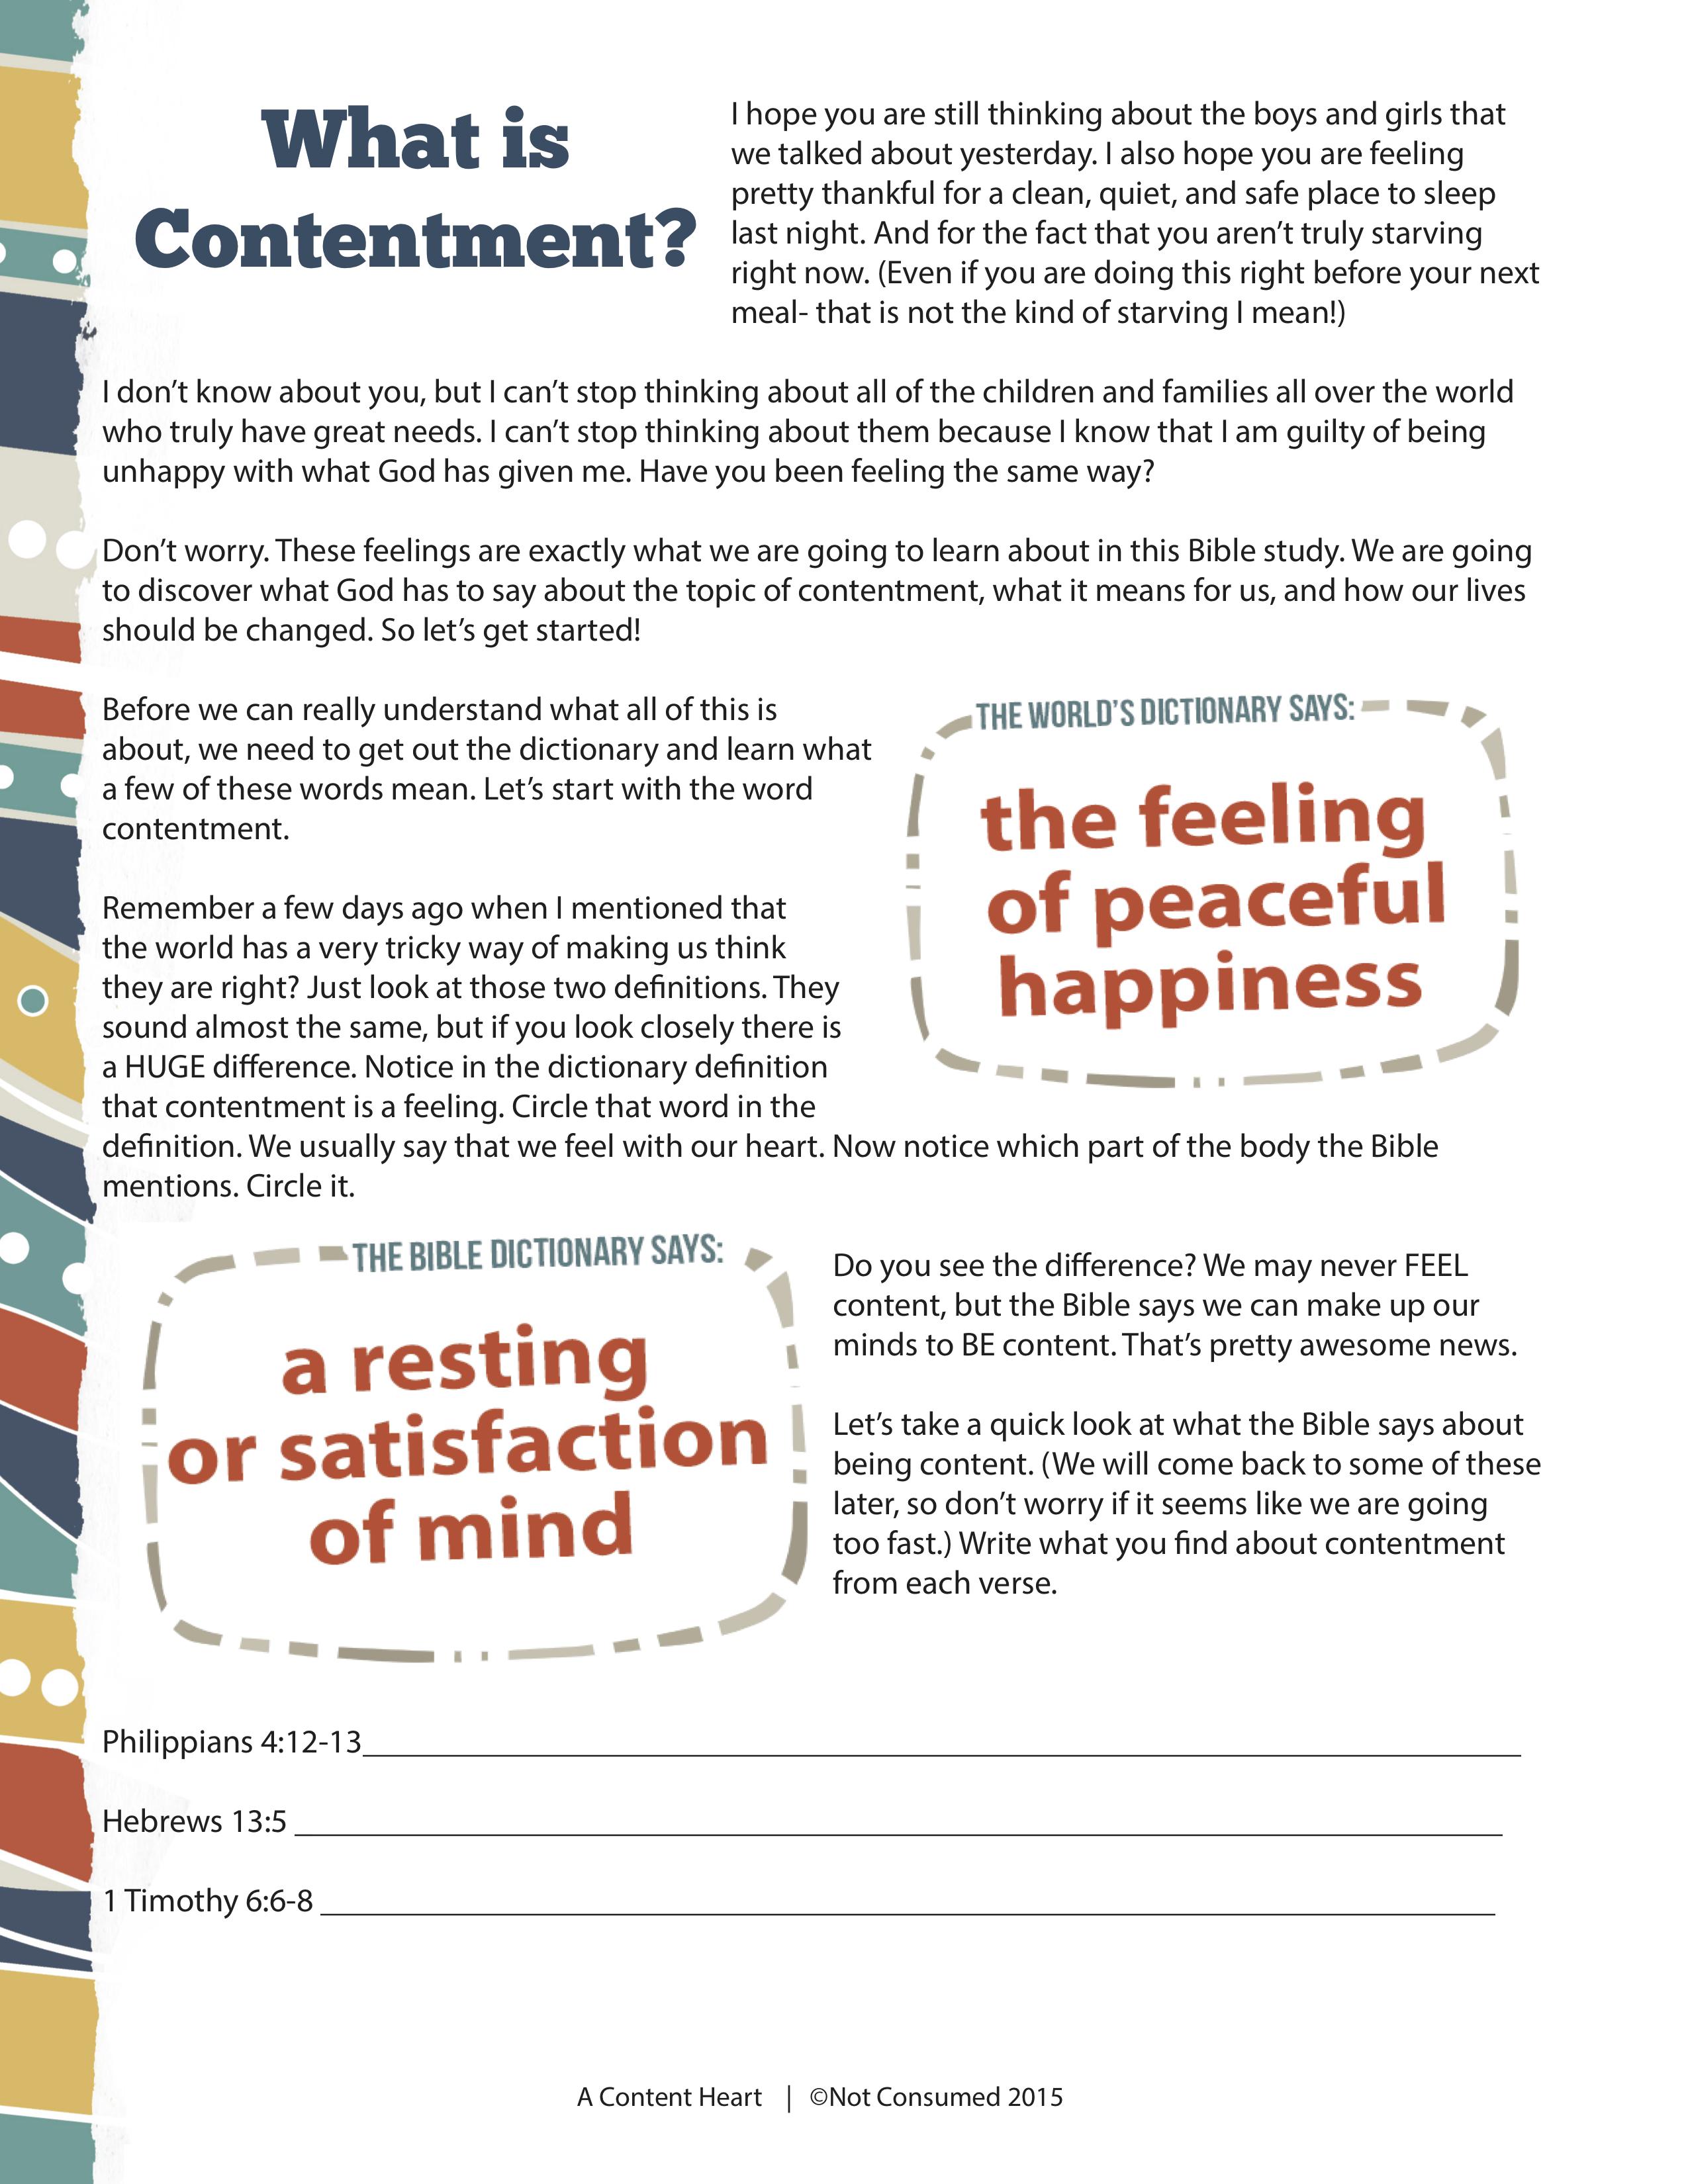 What is
Contentment?
I hope you are still thinking about the boys and girls that
we talked about yesterday. I also hope you are feeling
pretty thankful for a clean, quiet, and safe place to sleep
last night. And for the fact that you aren’t truly starving
right now. (Even if you are doing this right before your next
meal- that is not the kind of starving I mean!)
I don’t know about you, but I can’t stop thinking about all of the children and families all over the world
who truly have great needs. I can’t stop thinking about them because I know that I am guilty of being
unhappy with what God has given me. Have you been feeling the same way?
Don’t worry. These feelings are exactly what we are going to learn about in this Bible study. We are going
to discover what God has to say about the topic of contentment, what it means for us, and how our lives
should be changed. So let’s get started!
Before we can really understand what all of this is
about, we need to get out the dictionary and learn what
a few of these words mean. Let’s start with the word
contentment.
THE WORLD’S DICTIONARY SAYS:
the feeling
of peaceful
happiness
Remember a few days ago when I mentioned that
the world has a very tricky way of making us think
they are right? Just look at those two definitions. They
sound almost the same, but if you look closely there is
a HUGE difference. Notice in the dictionary definition
that contentment is a feeling. Circle that word in the
definition. We usually say that we feel with our heart. Now notice which part of the body the Bible
mentions. Circle it.
THE BIBLE DICTIONARY SAYS:
a resting
or satisfaction
of mind
Do you see the difference? We may never FEEL
content, but the Bible says we can make up our
minds to BE content. That’s pretty awesome news.
Let’s take a quick look at what the Bible says about
being content. (We will come back to some of these
later, so don’t worry if it seems like we are going
too fast.) Write what you find about contentment
from each verse.
Philippians 4:12-13
Hebrews 13:5
1 Timothy 6:6-8
A Content Heart | ©Not Consumed 2015